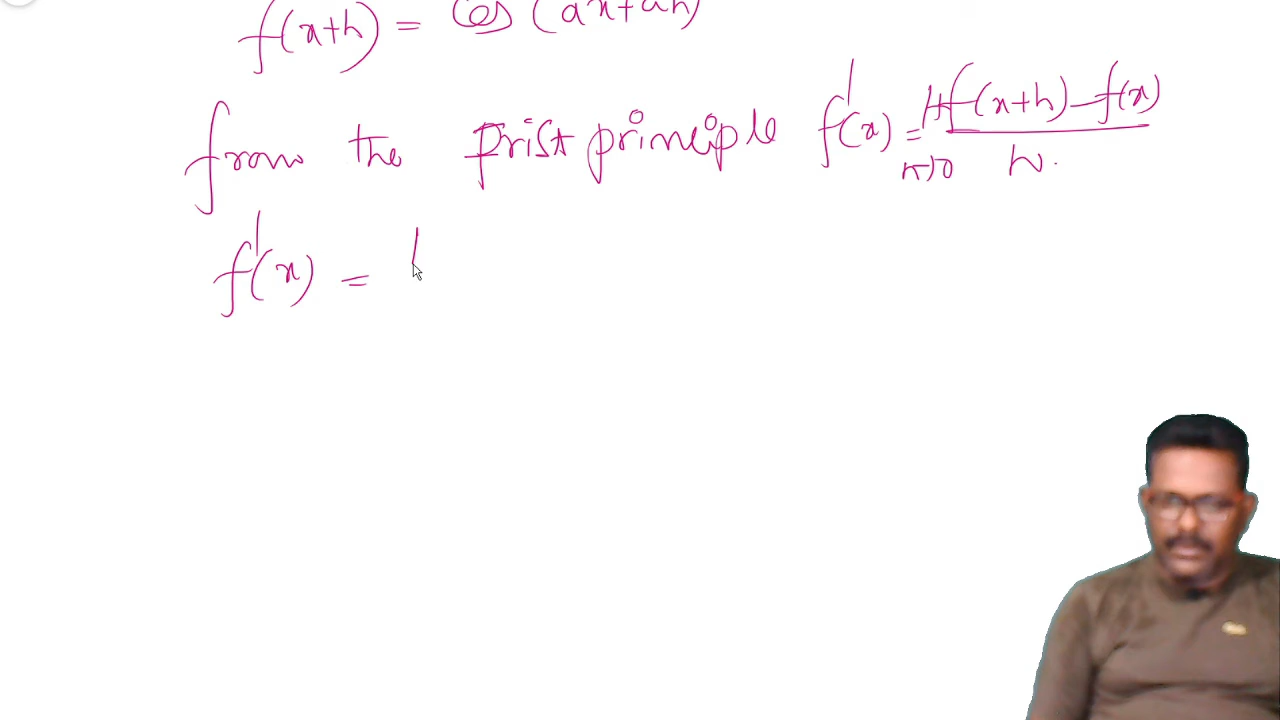 f(x+h) = Cos (ax+ah)
from the first principle f'(x) = Lt h→0 f(x+h) - f(x) / h.
f'(x) = l